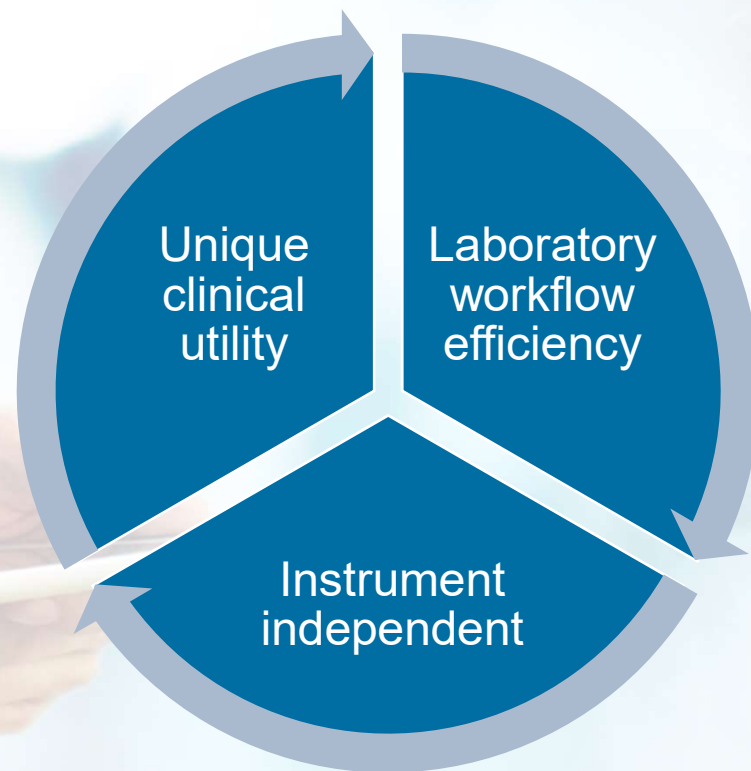 Unique
clinical
utility
Laboratory
workflow
efficiency
Instrument
independent